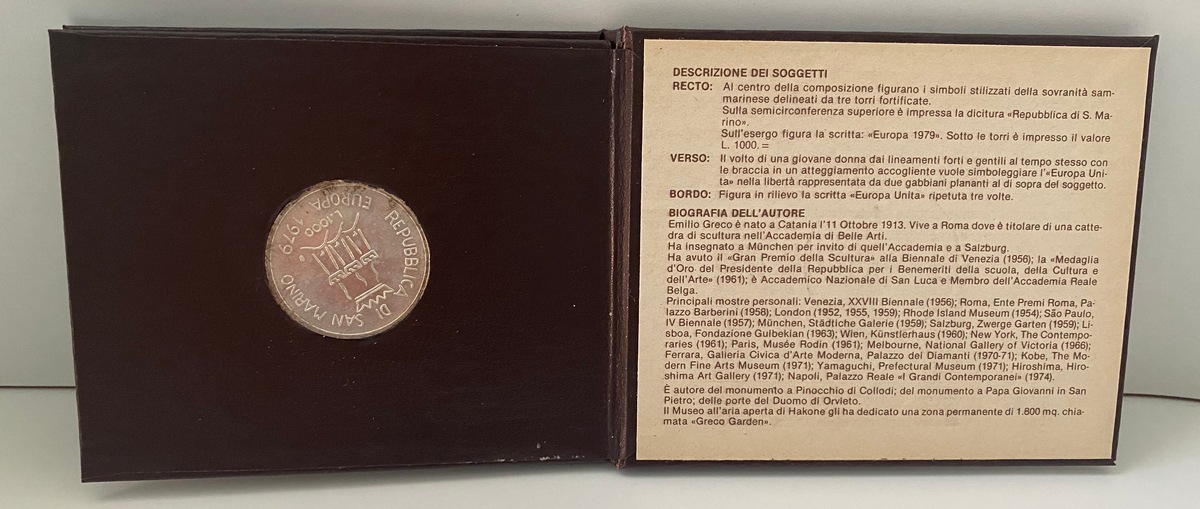 REPUBBLICA DI SAN MARINO
L. 1000
EUROPA 1979
DESCRIZIONE DEI SOGGETTI
RECTO: Al centro della composizione figurano i simboli stilizzati della sovranità sam-
marinese delineati da tre torri fortificate.
Sulla semicirconferenza superiore è impressa la dicitura «Repubblica di S. Ma-
rino».
Sull'esergo figura la scritta: «Europa 1979». Sotto le torri è impresso il valore
L. 1000. =
VERSO: Il volto di una giovane donna dai lineamenti forti e gentili al tempo stesso con
le braccia in un atteggiamento accogliente vuole simboleggiare l'«Europa Uni-
ta» nella libertà rappresentata da due gabbiani plananti al di sopra del soggetto.
BORDO: Figura in rilievo la scritta «Europa Unita» ripetuta tre volte.
BIOGRAFIA DELL'AUTORE
Emilio Greco è nato a Catania l'11 Ottobre 1913. Vive a Roma dove è titolare di una catte-
dra di scultura nell'Accademia di Belle Arti.
Ha insegnato a München per invito di quell'Accademia e a Salzburg.
Ha avuto il «Gran Premio della Scultura» alla Biennale di Venezia (1956); la «Medaglia
d'Oro del Presidente della Repubblica per i Benemeriti della scuola, della Cultura e
dell'Arte» (1961); è Accademico Nazionale di San Luca e Membro dell'Accademia Reale
Belga.
Principali mostre personali: Venezia, XXVIII Biennale (1956); Roma, Ente Premi Roma, Pa-
lazzo Barberini (1958); London (1952, 1955, 1959); Rhode Island Museum (1954); São Paulo,
IV Biennale (1957); München, Städtiche Galerie (1959); Salzburg, Zwerge Garten (1959); Li-
sboa, Fondazione Gulbekian (1963); Wien, Künstlerhaus (1960); New York, The Contempo-
raries (1961); Paris, Musée Rodin (1961); Melbourne, National Gallery of Victoria (1966);
Ferrara, Galleria Civica d'Arte Moderna, Palazzo dei Diamanti (1970-71); Kobe, The Mo-
dern Fine Arts Museum (1971); Yamaguchi, Prefectural Museum (1971); Hiroshima, Hiro-
shima Art Gallery (1971); Napoli, Palazzo Reale «I Grandi Contemporanei» (1974).
È autore del monumento a Pinocchio di Collodi; del monumento a Papa Giovanni in San
Pietro; delle porte del Duomo di Orvieto.
Il Museo all'aria aperta di Hakone gli ha dedicato una zona permanente di 1.800 mq. chia-
mata «Greco Garden».